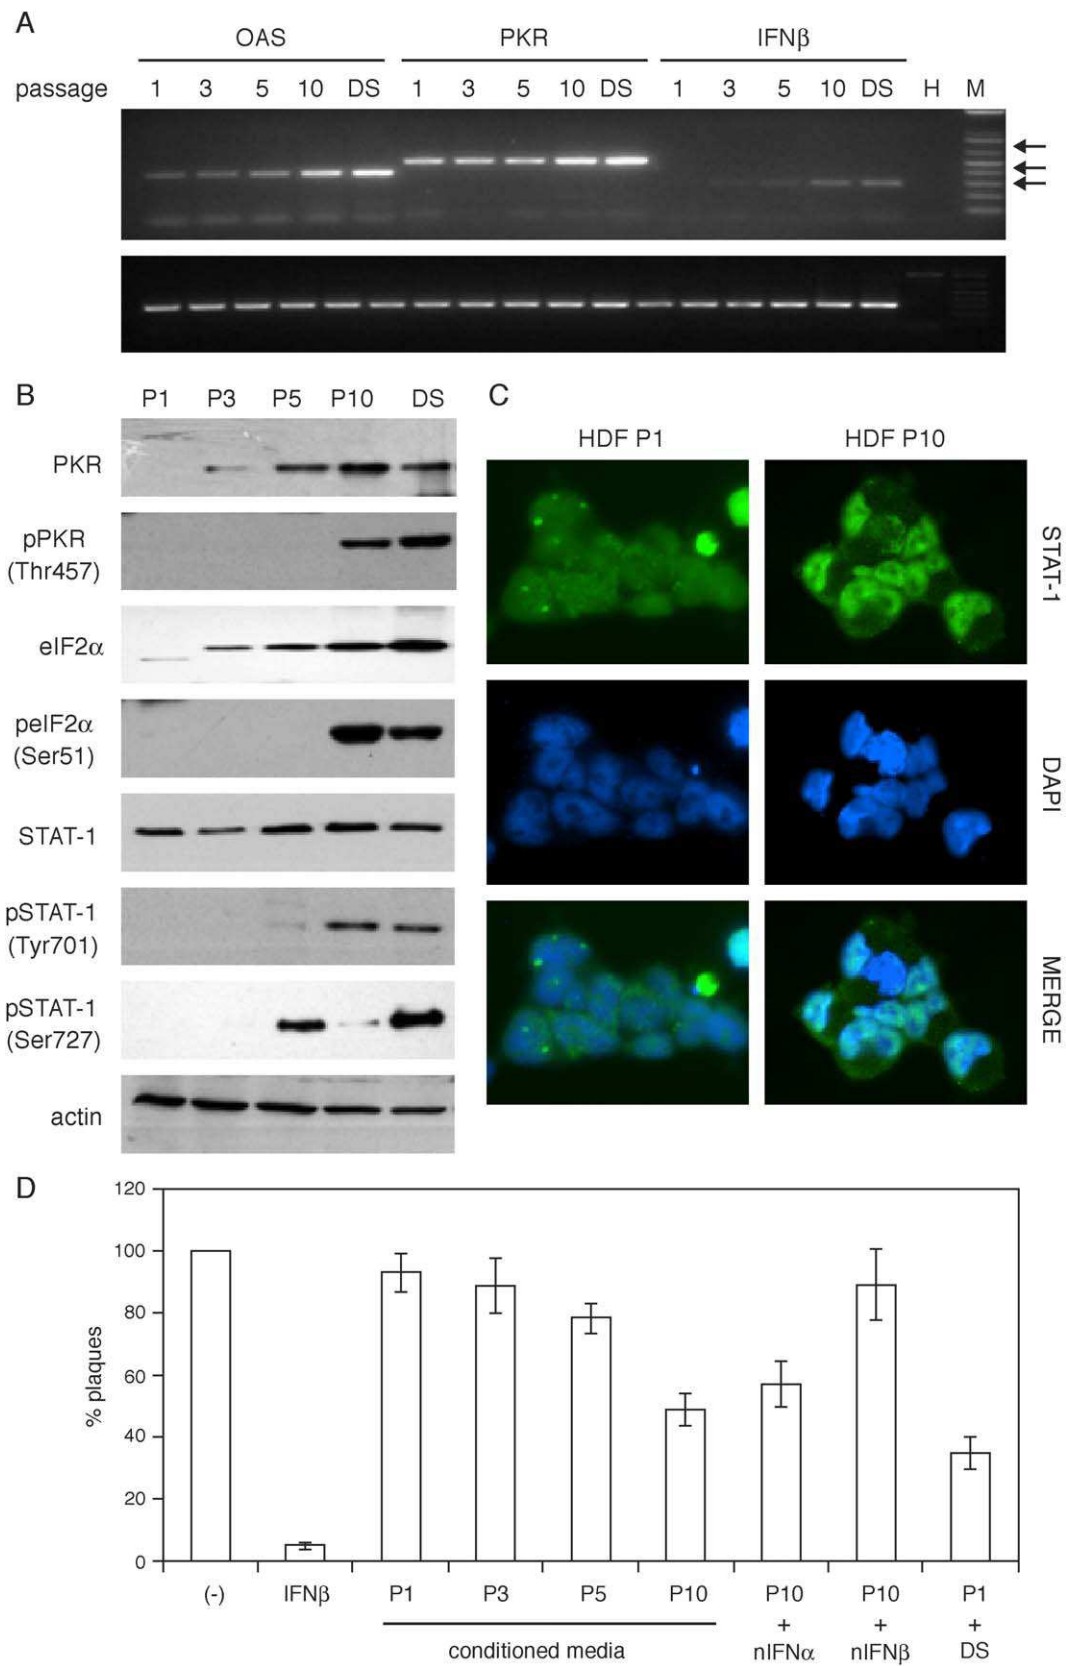 A
OAS PKR IFNβ
passage 1 3 5 10 DS 1 3 5 10 DS 1 3 5 10 DS H M
B P1 P3 P5 P10 DS
PKR
pPKR
(Thr457)
eIF2α
peIF2α
(Ser51)
STAT-1
pSTAT-1
(Tyr701)
pSTAT-1
(Ser727)
actin
C
HDF P1 HDF P10
STAT-1
DAPI
MERGE
D
% plaques
120
100
80
60
40
20
0
(-) IFNβ P1 P3 P5 P10 P10 P10 P1
+ + +
conditioned media nIFNα nIFNβ DS